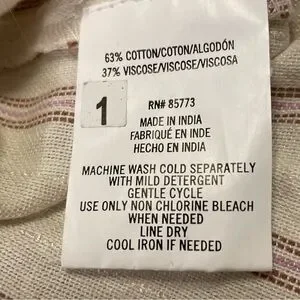 63% COTTON/COTON/ALGODÓN
37% VISCOSE/VISCOSE/VISCOSA
1
RN# 85773
MADE IN INDIA
FABRIQUÉ EN INDE
HECHO EN INDIA
MACHINE WASH COLD SEPARATELY
WITH MILD DETERGENT
GENTLE CYCLE
USE ONLY NON CHLORINE BLEACH
WHEN NEEDED
LINE DRY
COOL IRON IF NEEDED